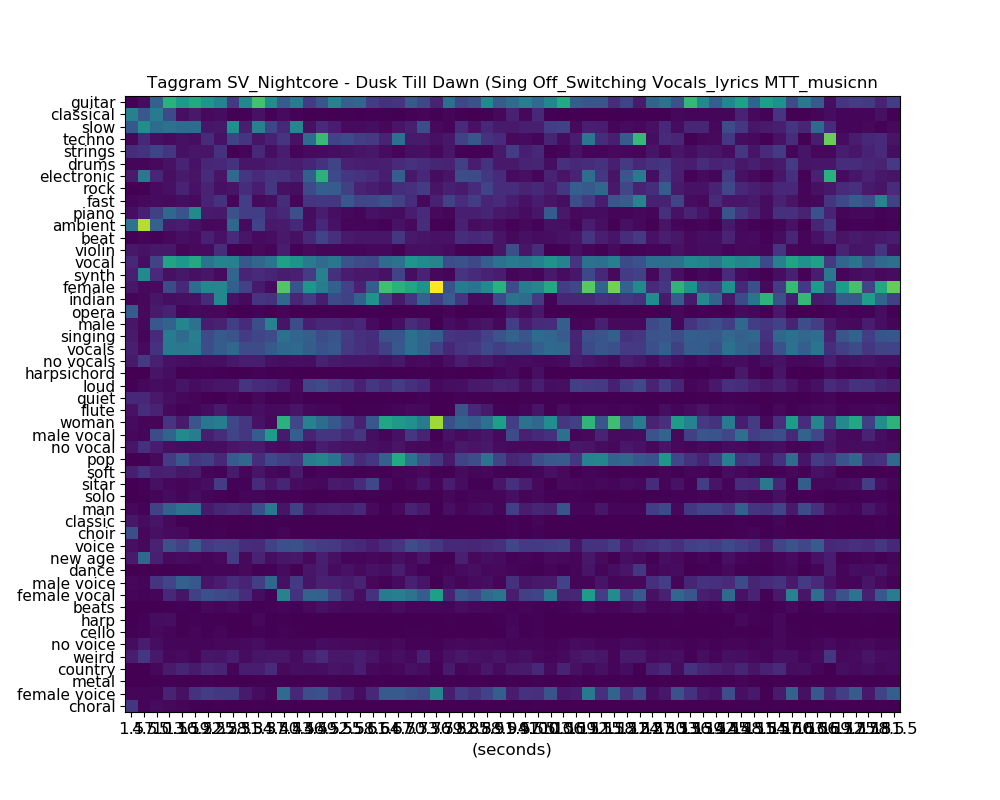 Taggram SV_Nightcore - Dusk Till Dawn (Sing Off_Switching Vocals_lyrics MTT_musicnn
guitar
classical
slow
techno
strings
drums
electronic
rock
fast
piano
ambient
beat
violin
vocal
synth
female
indian
opera
male
singing
vocals
no vocals
harpsichord
loud
quiet
flute
woman
male vocal
no vocal
pop
soft
sitar
solo
man
classic
choir
voice
new age
dance
male voice
female vocal
beats
harp
cello
no voice
weird
country
metal
female voice
choral
(seconds)